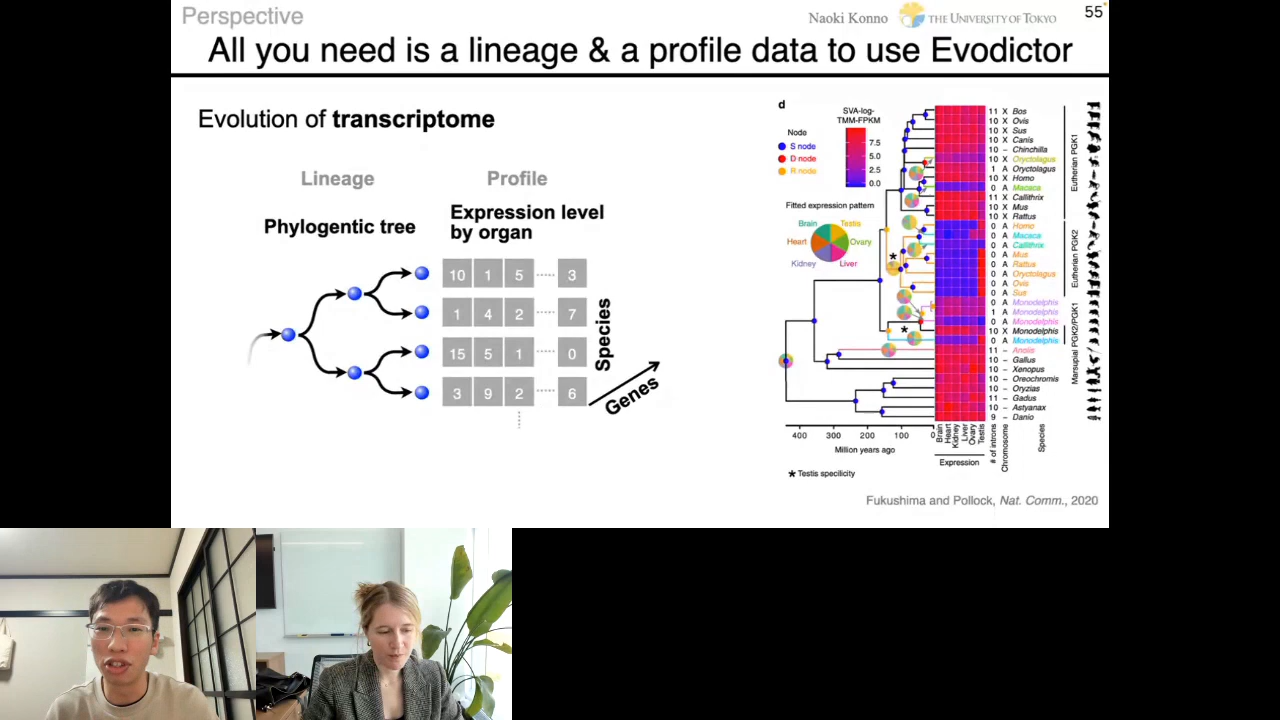 Perspective
Naoki Konno
THE UNIVERSITY OF TOKYO
55
All you need is a lineage & a profile data to use Evodictor
Evolution of transcriptome
Lineage
Profile
Phylogentic tree
Expression level
by organ
10 1 5 ····· 3
1 4 2 ····· 7
15 5 1 ····· 0
3 9 2 ····· 6
Species
Genes
d
SVA-log-
TMM-FPKM
7.5
5.0
2.5
0.0
Node
S node
D node
R node
Fitted expression pattern
Brain
Testis
Heart
Ovary
Kidney
Liver
11 X Bos
10 X Ovis
10 X Sus
10 X Canis
10 – Chinchilla
10 X Oryctolagus
1 A Oryctolagus
10 X Homo
0 A Macaca
11 X Callithrix
10 X Mus
10 X Rattus
0 A Homo
0 A Macaca
0 A Callithrix
0 A Mus
0 A Rattus
0 A Oryctolagus
0 A Ovis
0 A Sus
0 A Monodelphis
1 A Monodelphis
0 A Monodelphis
10 X Monodelphis
0 A Monodelphis
11 – Anolis
10 – Gallus
10 – Xenopus
10 – Oreochromis
10 – Oryzias
11 – Gadus
10 – Astyanax
9 – Danio
Eutherian PGK1
Eutherian PGK2
Marsupial PGK2/PGK1
400 300 200 100 0
Million years ago
Brain
Heart
Kidney
Liver
Ovary
Testis
Expression
# of introns
Chromosome
Species
★ Testis specificity
Fukushima and Pollock, Nat. Comm., 2020